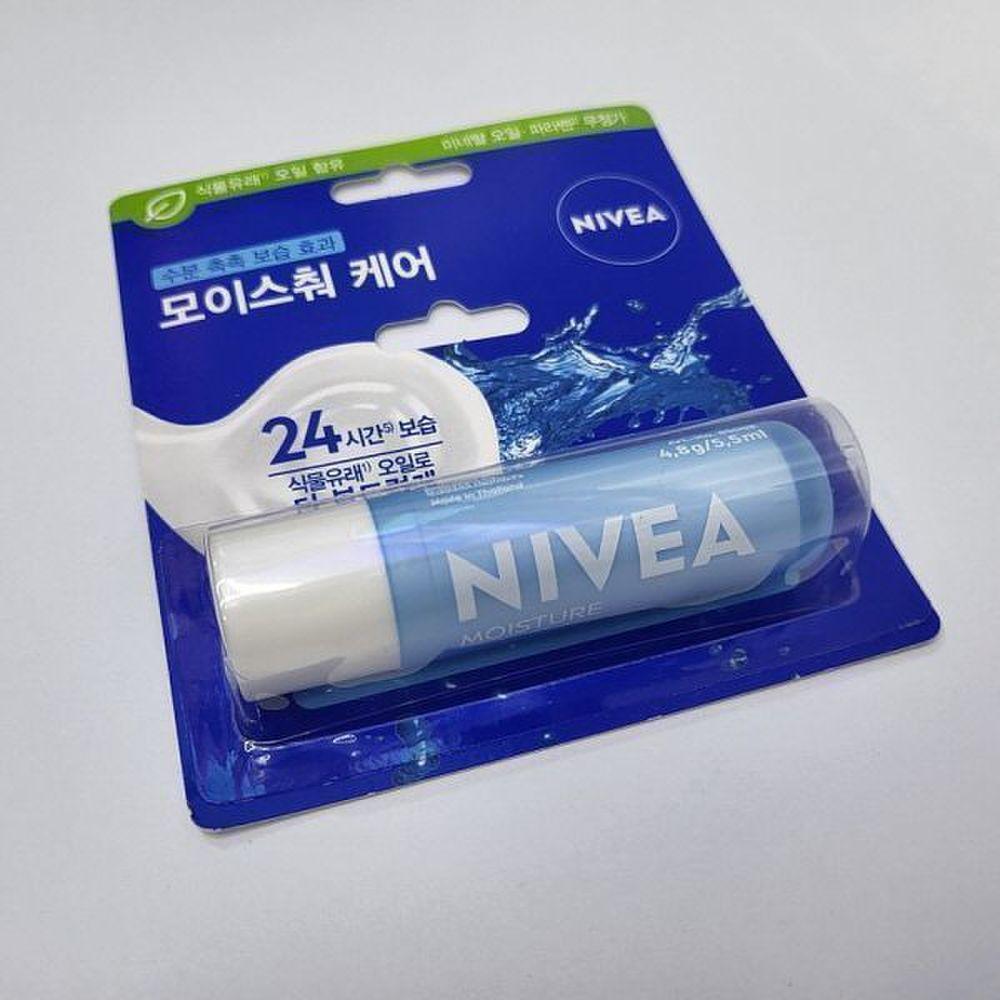 식물유래¹⁾ 오일 함유
미네랄 오일·파라벤 무첨가
NIVEA
수분 촉촉 보습 효과
모이스춰 케어
24시간⁵⁾ 보습
식물유래¹⁾ 오일로
4,8g/5,5ml
Made in Thailand
NIVEA
MOISTURE